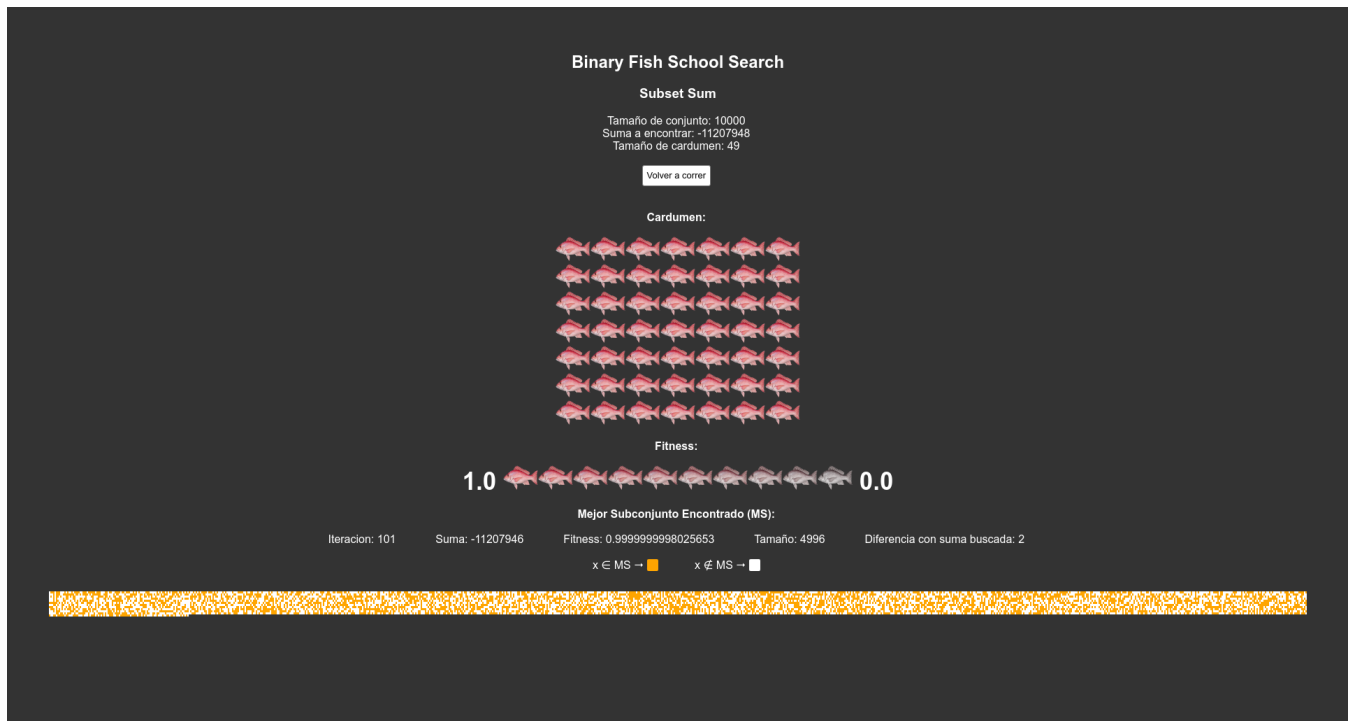 Binary Fish School Search
Subset Sum
Tamaño de conjunto: 10000
Suma a encontrar: -11207948
Tamaño de cardumen: 49
Volver a correr
Cardumen:
Fitness:
1.0 0.0
Mejor Subconjunto Encontrado (MS):
Iteracion: 101 Suma: -11207946 Fitness: 0.9999999998025653 Tamaño: 4996 Diferencia con suma buscada: 2
x ∈ MS → x ∉ MS →